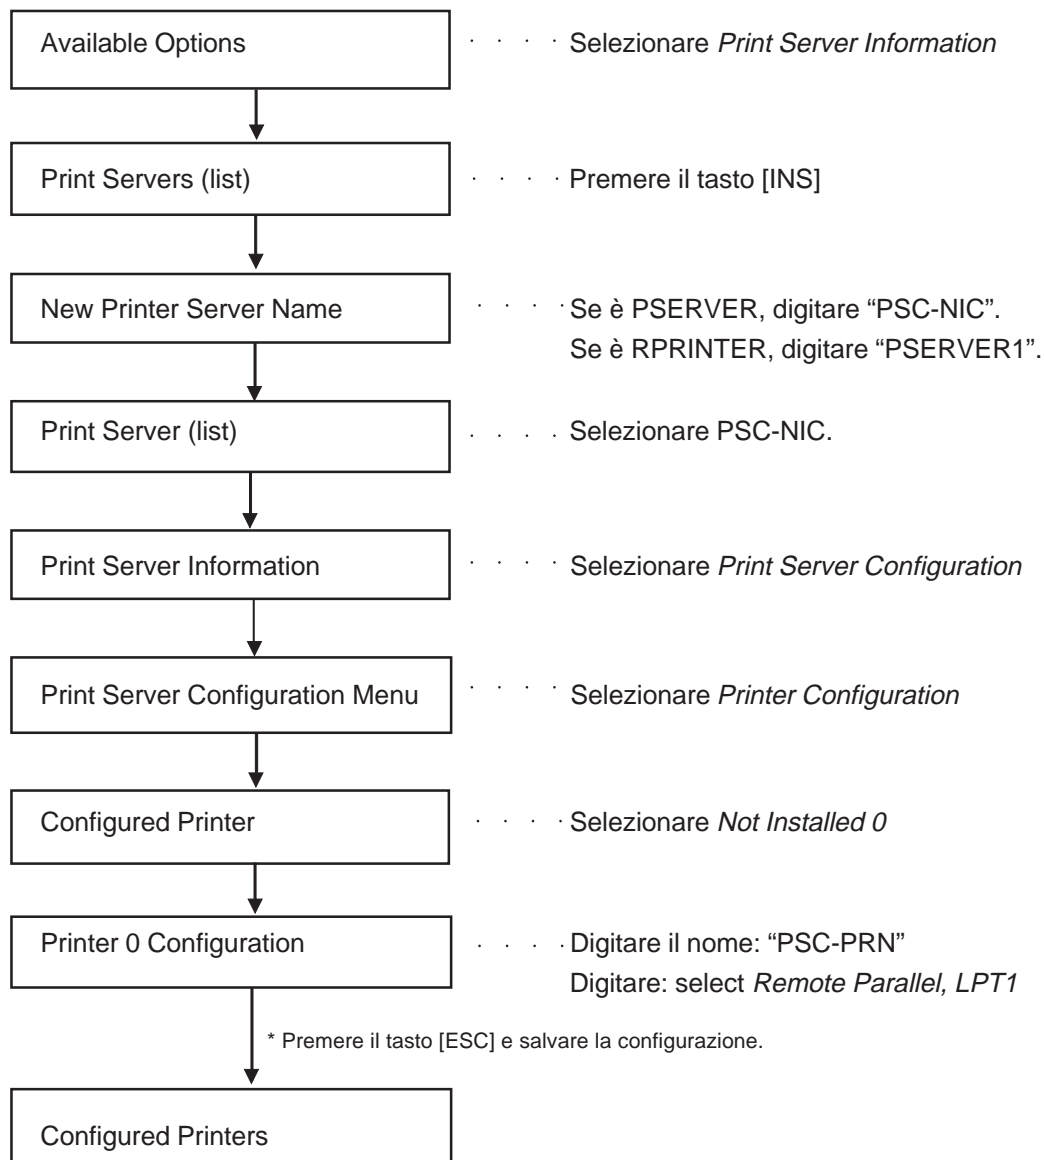 Available Options
Selezionare Print Server Information
Print Servers (list)
Premere il tasto [INS]
New Printer Server Name
Se è PSERVER, digitare “PSC-NIC”.
Se è RPRINTER, digitare “PSERVER1”.
Print Server (list)
Selezionare PSC-NIC.
Print Server Information
Selezionare Print Server Configuration
Print Server Configuration Menu
Selezionare Printer Configuration
Configured Printer
Selezionare Not Installed 0
Printer 0 Configuration
Digitare il nome: “PSC-PRN”
Digitare: select Remote Parallel, LPT1
* Premere il tasto [ESC] e salvare la configurazione.
Configured Printers